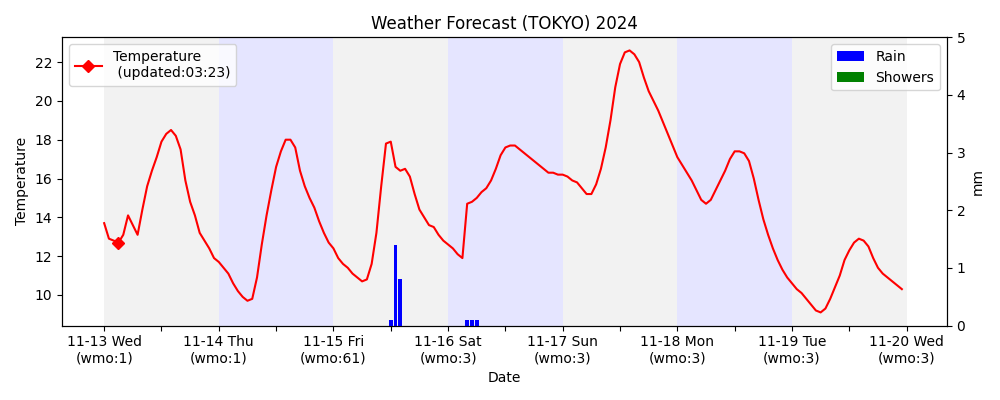 Weather Forecast (TOKYO) 2024
Temperature
(updated:03:23)
Rain
Showers
Temperature
22
20
18
16
14
12
10
5
4
3
2
1
0
mm
11-13 Wed
(wmo:1)
11-14 Thu
(wmo:1)
11-15 Fri
(wmo:61)
11-16 Sat
(wmo:3)
11-17 Sun
(wmo:3)
11-18 Mon
(wmo:3)
11-19 Tue
(wmo:3)
11-20 Wed
(wmo:3)
Date